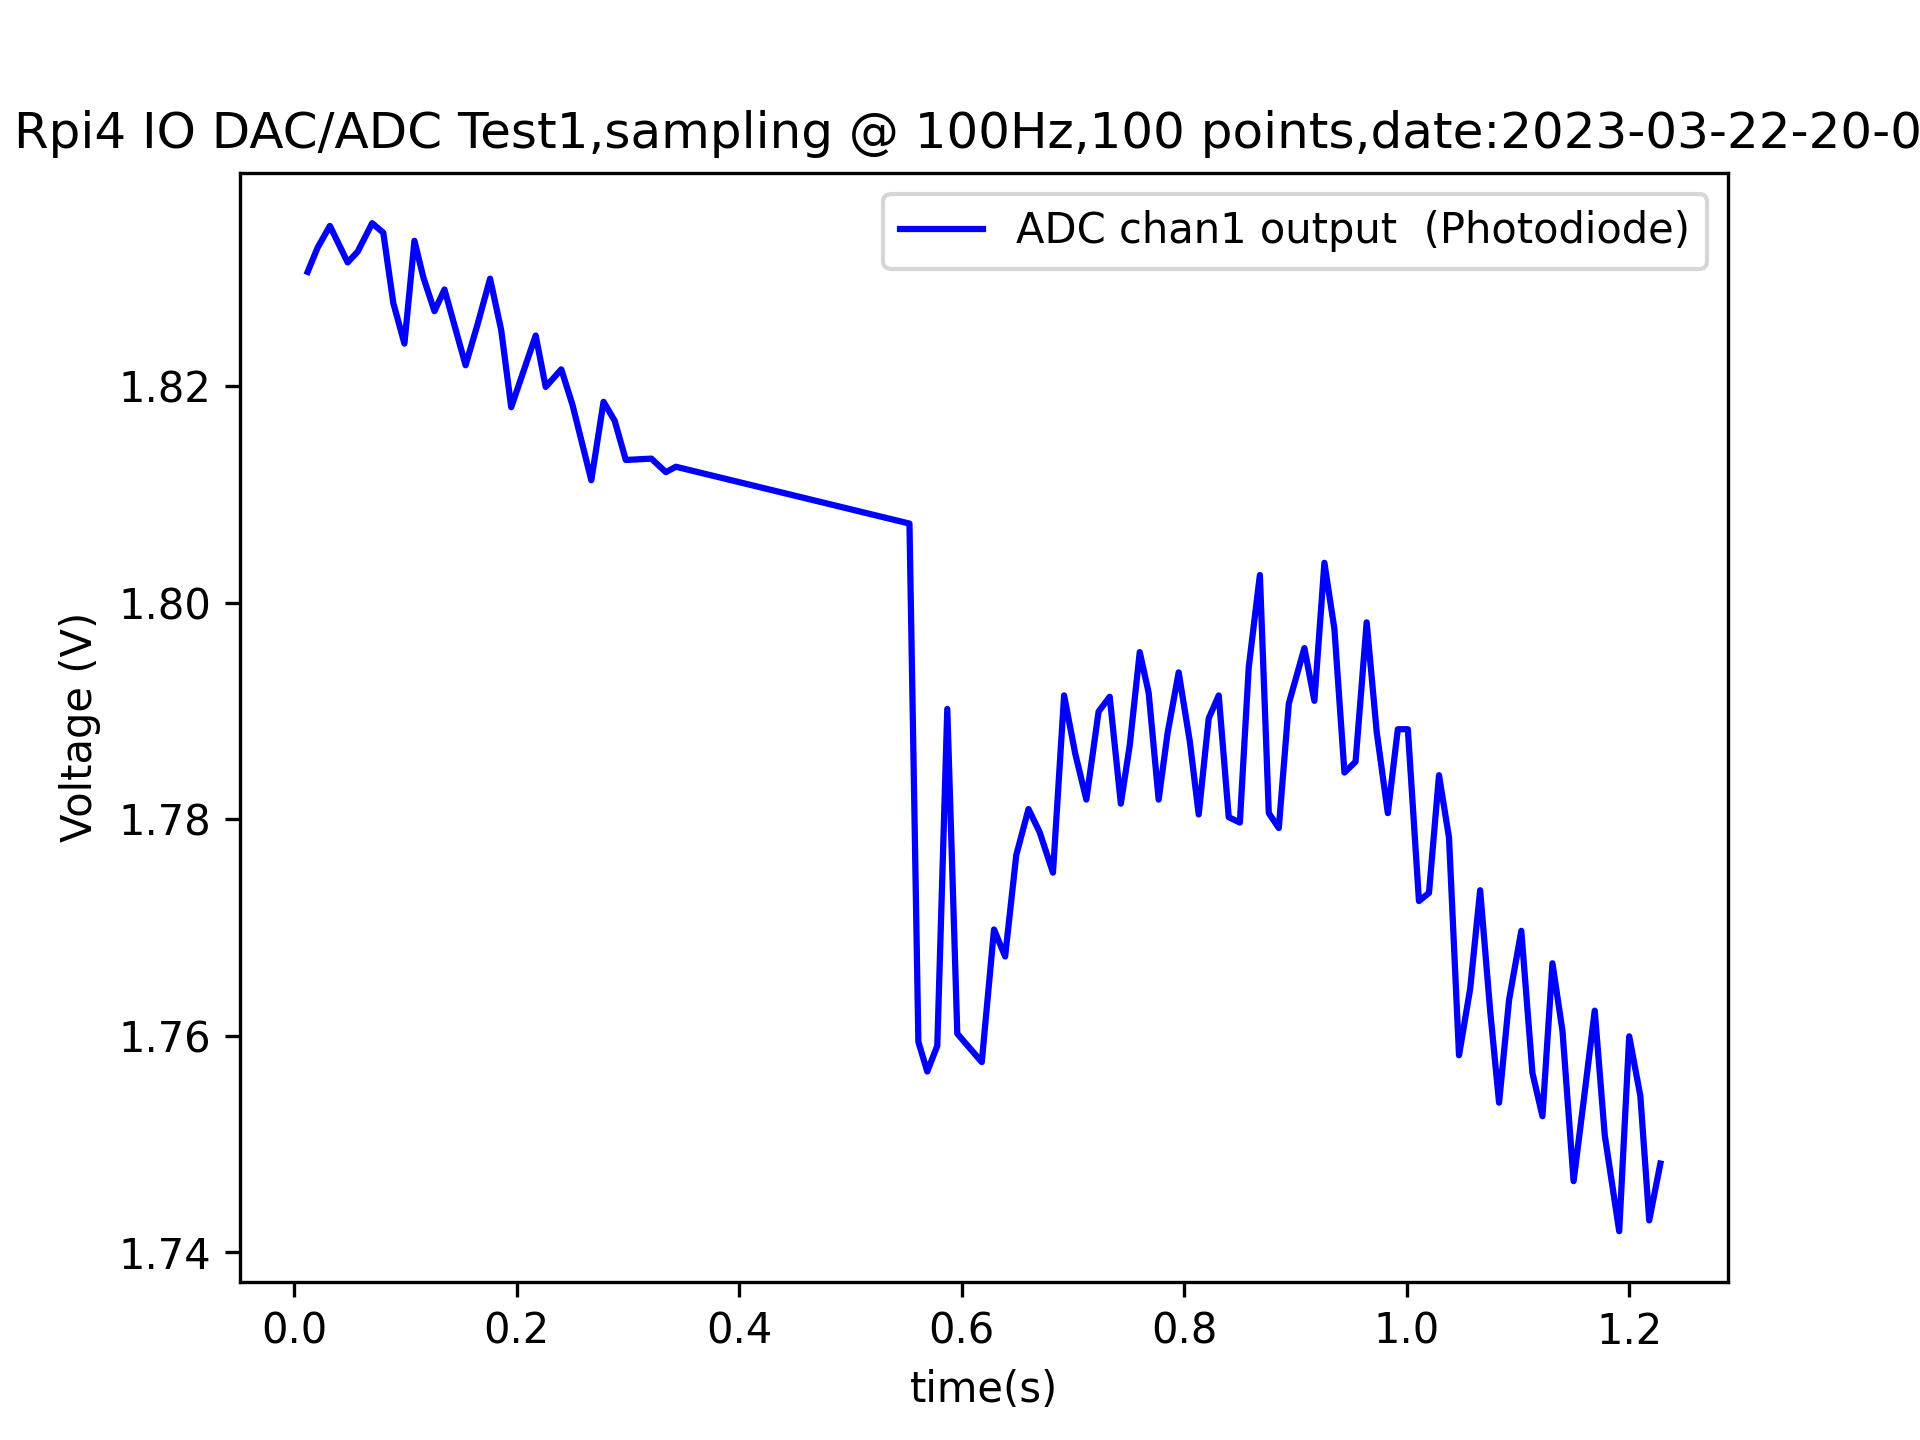 Rpi4 IO DAC/ADC Test1,sampling @ 100Hz,100 points,date:2023-03-22-20-0
ADC chan1 output  (Photodiode)
1.82
1.80
1.78
1.76
1.74
Voltage (V)
0.0 0.2 0.4 0.6 0.8 1.0 1.2
time(s)